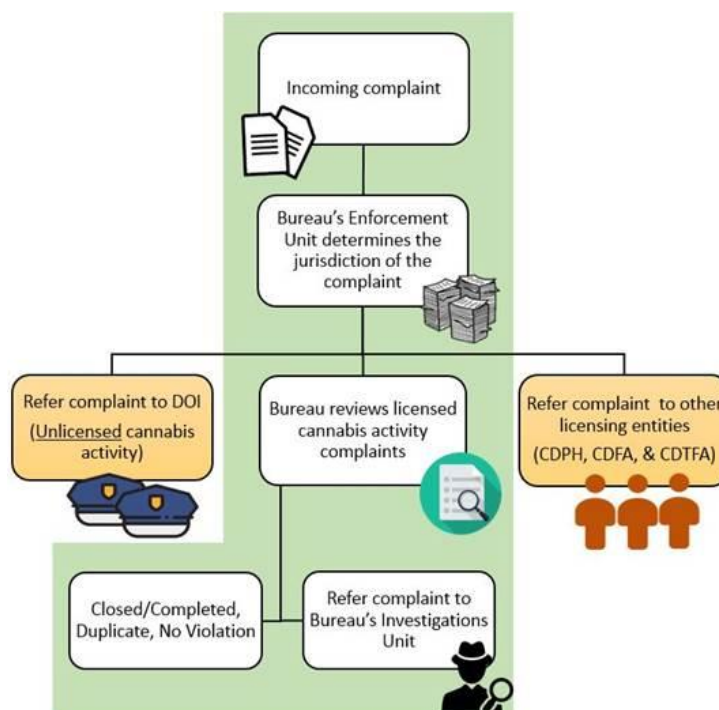 Incoming complaint
Bureau's Enforcement
Unit determines the
jurisdiction of the
complaint
Refer complaint to DOI
(Unlicensed cannabis
activity)
Bureau reviews licensed
cannabis activity
complaints
Refer complaint to other
licensing entities
(CDPH, CDFA, & CDTFA)
Closed/Completed,
Duplicate, No Violation
Refer complaint to
Bureau's Investigations
Unit